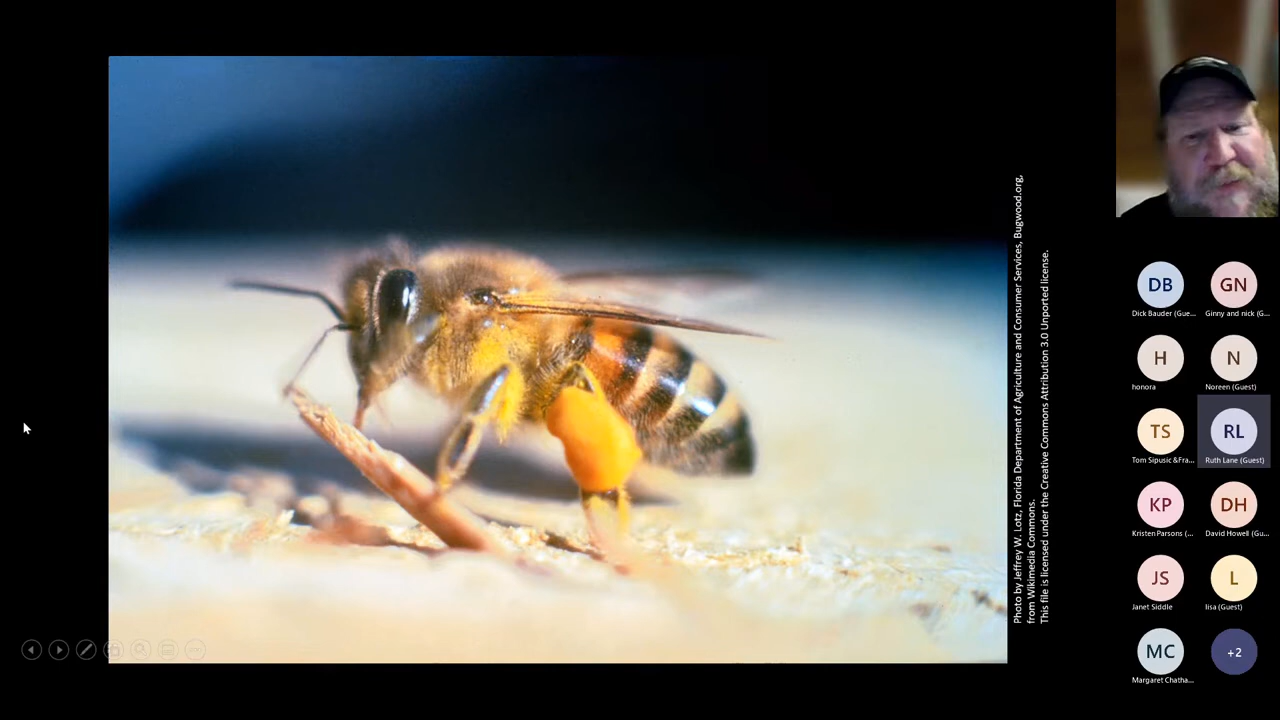 Photo by Jeffrey W. Lotz, Florida Department of Agriculture and Consumer Services, Bugwood.org,
from Wikimedia Commons.
This file is licensed under the Creative Commons Attribution 3.0 Unported license.
DB
GN
Dick Bauder (Gue...
Ginny and nick (G...
H
N
honora
Noreen (Guest)
TS
RL
Tom Sipusic &Fra...
Ruth Lane (Guest)
KP
DH
Kristen Parsons (...
David Howell (Gu...
JS
L
Janet Siddle
lisa (Guest)
MC
+2
Margaret Chatha...